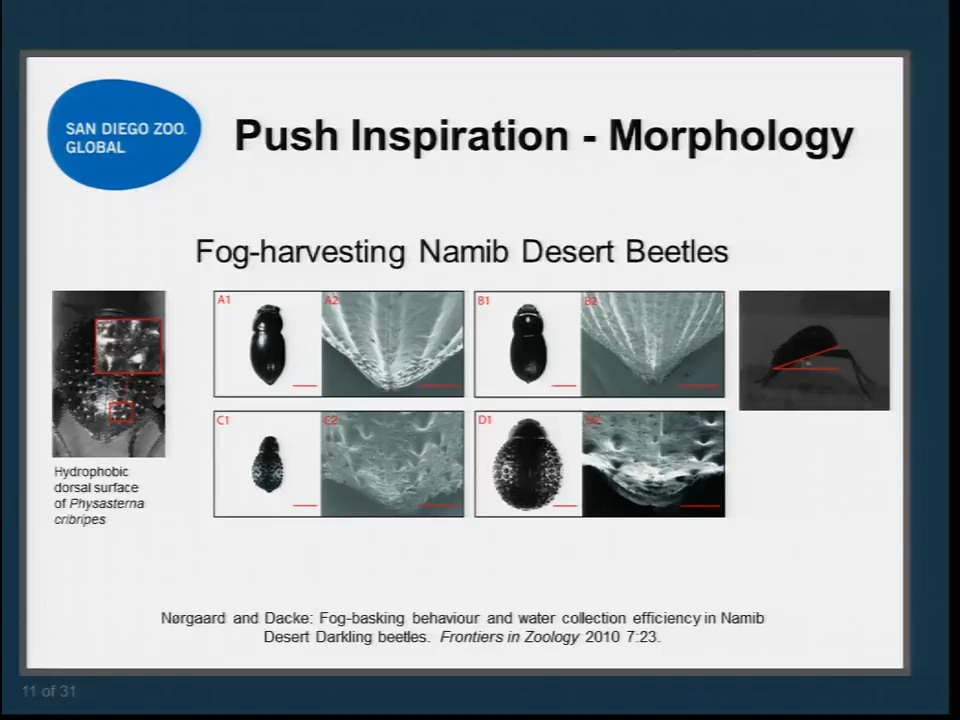 SAN DIEGO ZOO.
GLOBAL
Push Inspiration - Morphology
Fog-harvesting Namib Desert Beetles
A1
A2
B1
B2
C1
C2
D1
Hydrophobic
dorsal surface
of Physasterna
cribripes
Nørgaard and Dacke: Fog-basking behaviour and water collection efficiency in Namib
Desert Darkling beetles. Frontiers in Zoology 2010 7:23.
11 of 31